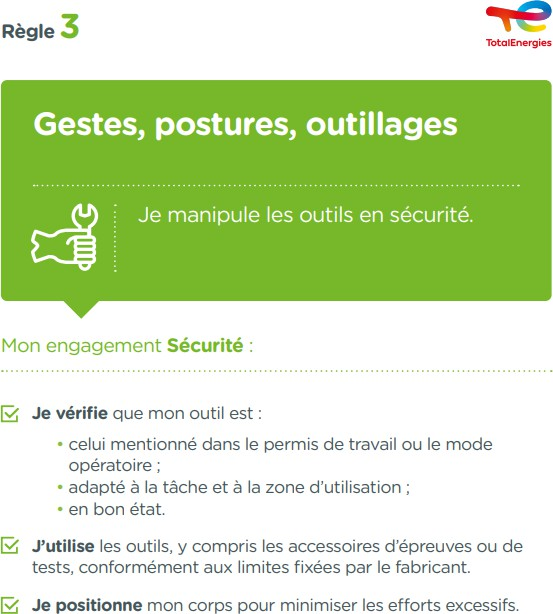 Règle 3
TotalEnergies
Gestes, postures, outillages
Je manipule les outils en sécurité.
Mon engagement Sécurité :
Je vérifie que mon outil est :
• celui mentionné dans le permis de travail ou le mode
opératoire ;
• adapté à la tâche et à la zone d’utilisation ;
• en bon état.
J’utilise les outils, y compris les accessoires d’épreuves ou de
tests, conformément aux limites fixées par le fabricant.
Je positionne mon corps pour minimiser les efforts excessifs.